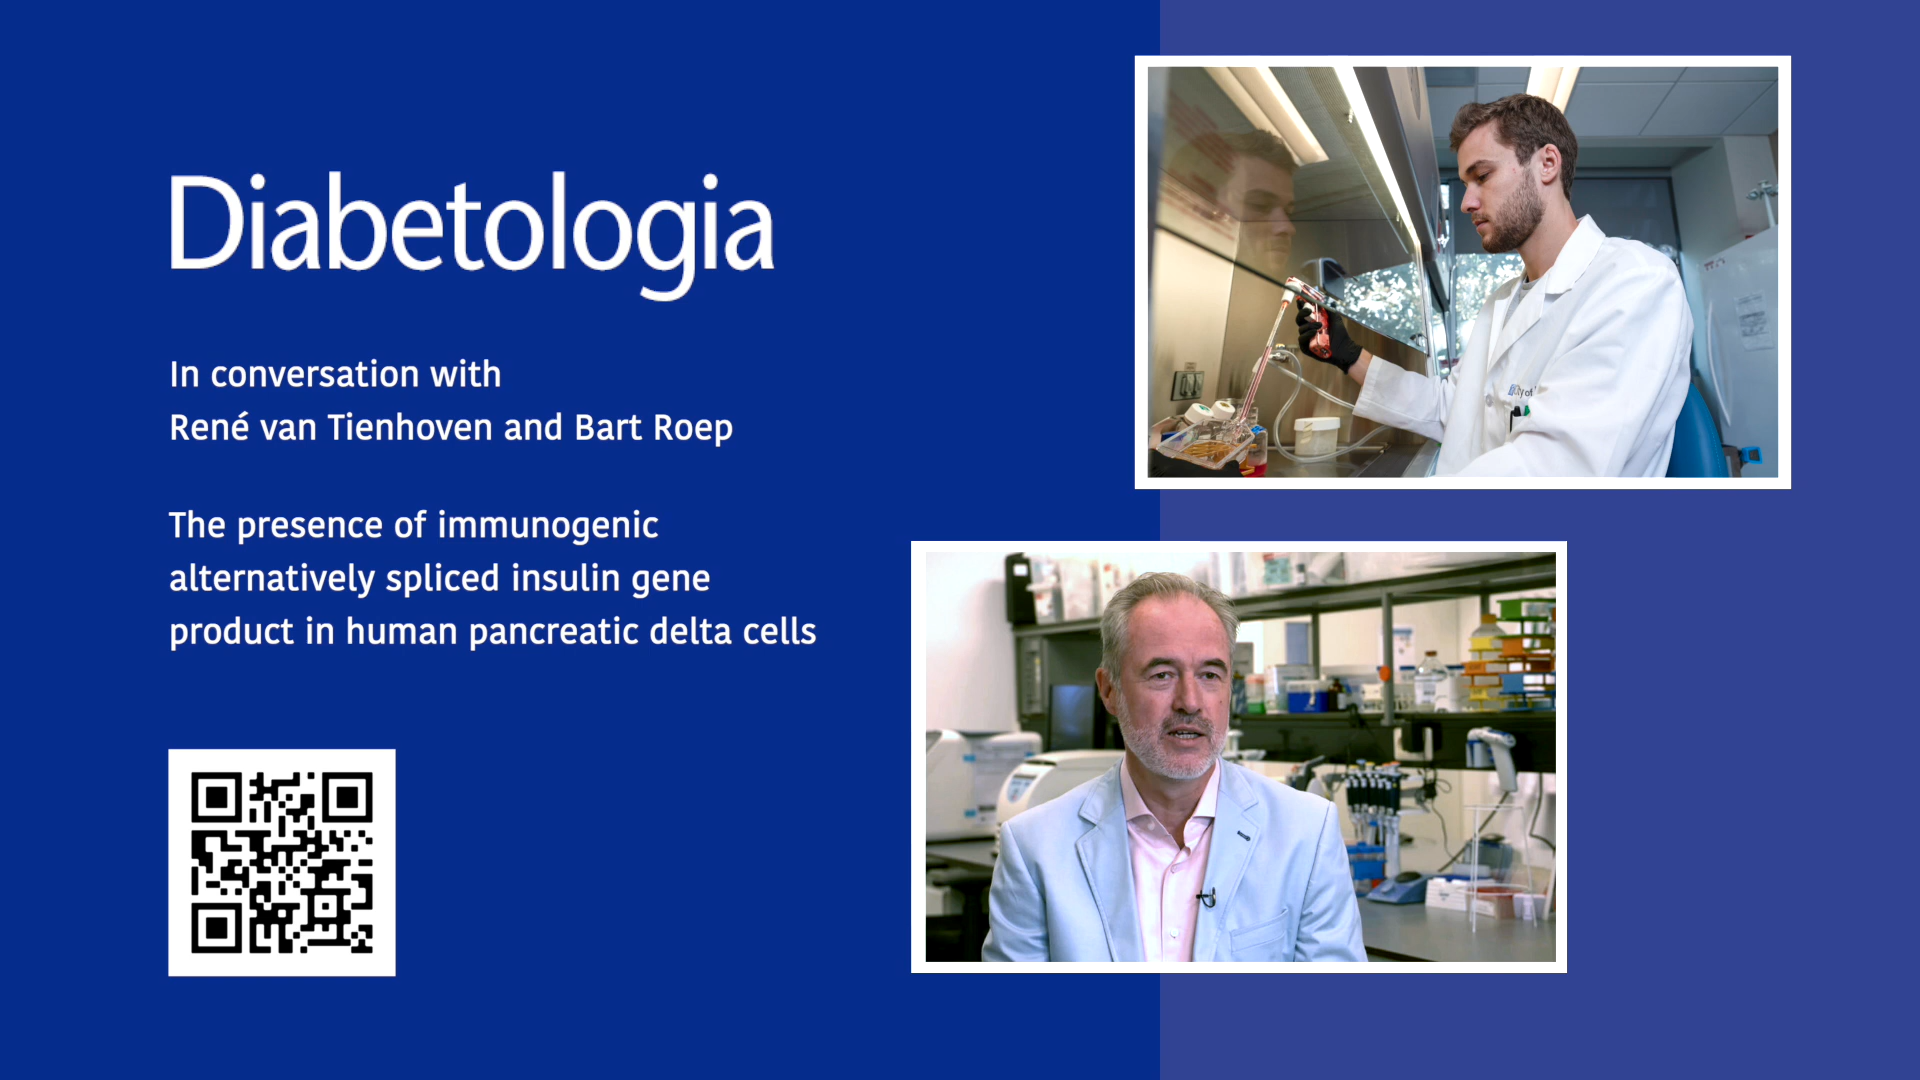 Diabetologia
In conversation with
René van Tienhoven and Bart Roep
The presence of immunogenic
alternatively spliced insulin gene
product in human pancreatic delta cells